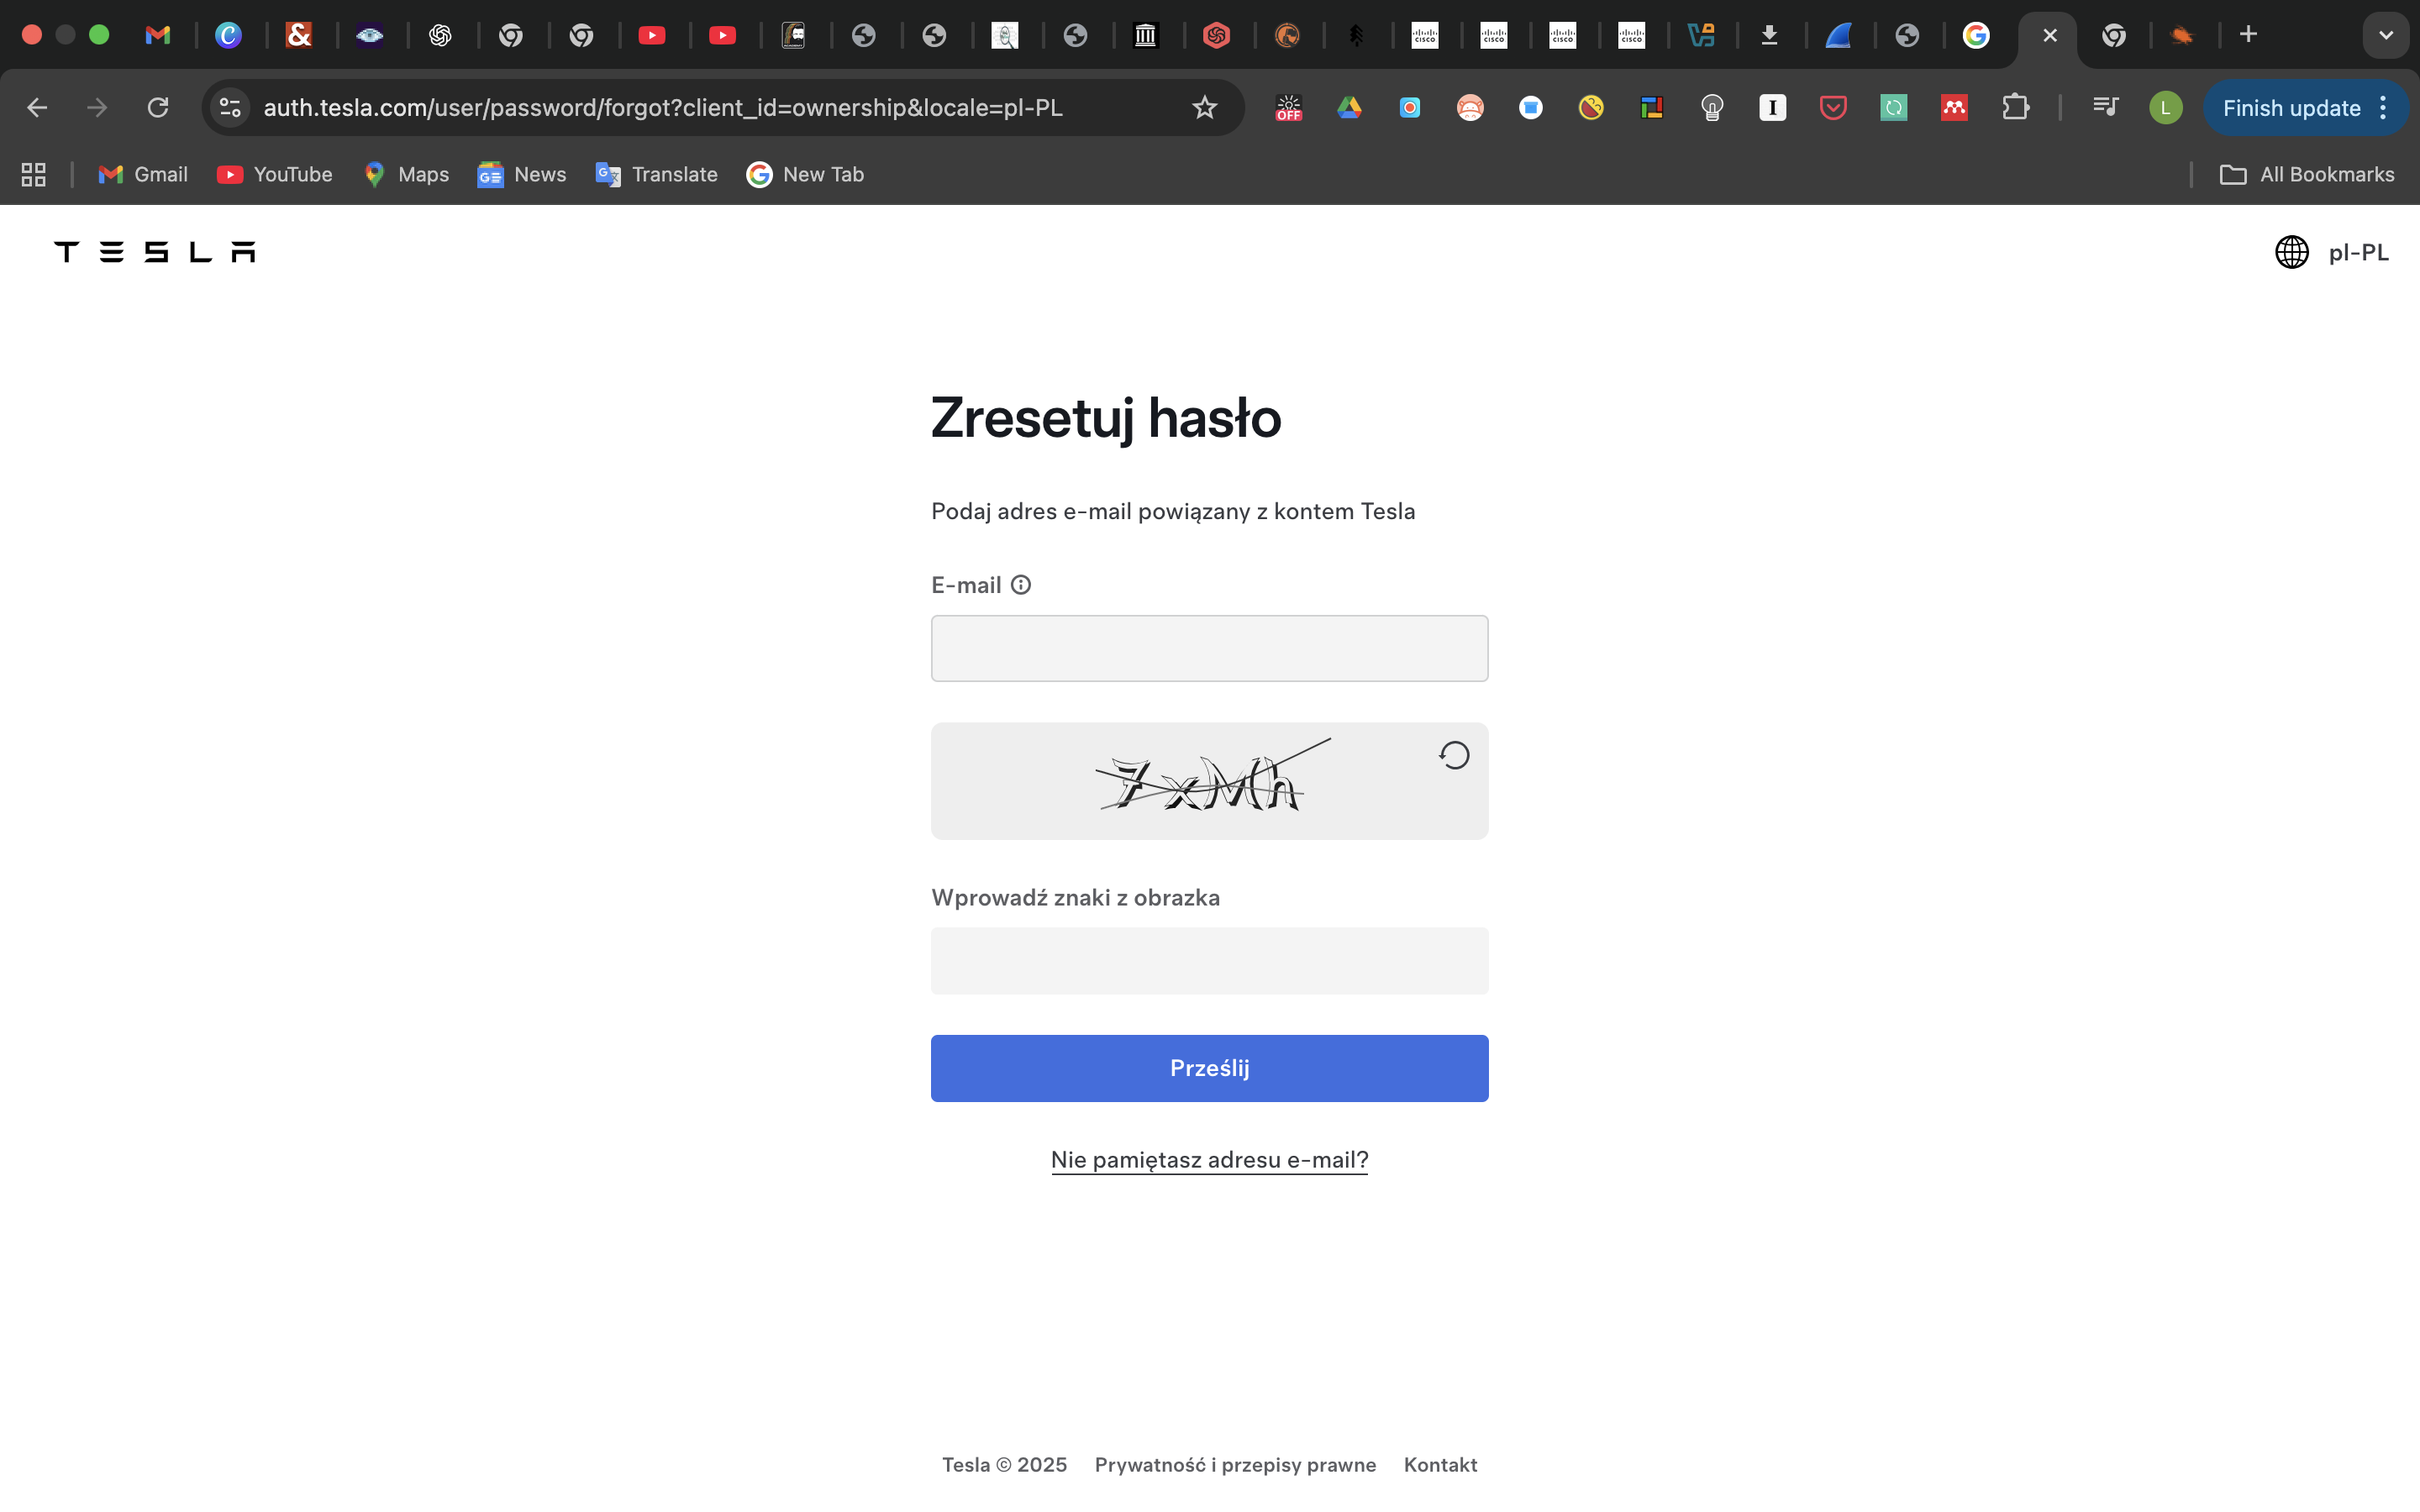 OFF
L
Finish update
auth.tesla.com/user/password/forgot?client_id=ownership&locale=pl-PL
Gmail
YouTube
Maps
News
Translate
New Tab
All Bookmarks
TESLA
pl-PL
Zresetuj hasło
Podaj adres e-mail powiązany z kontem Tesla
E-mail
7xMh
Wprowadź znaki z obrazka
Prześlij
Nie pamiętasz adresu e-mail?
Tesla © 2025 Prywatność i przepisy prawne Kontakt